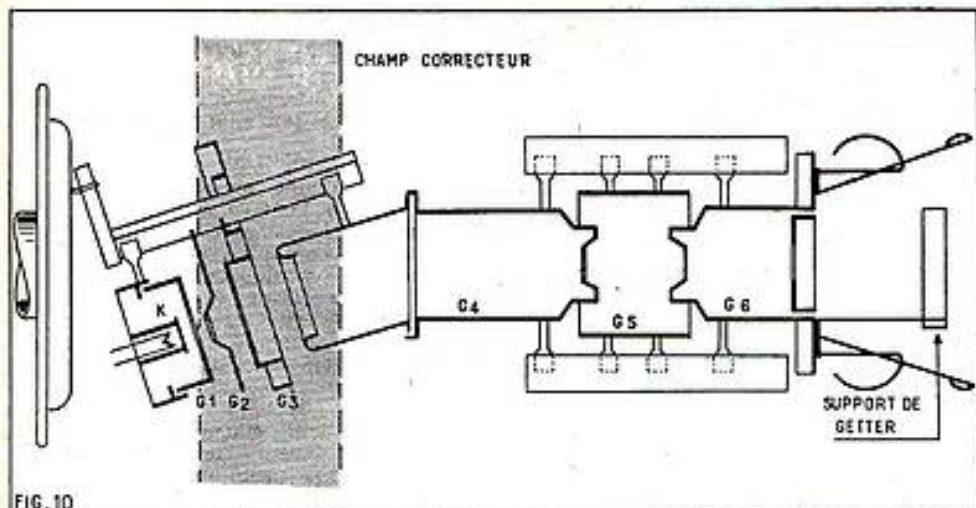 CHAMP CORRECTEUR
K
G1 G2 G3
G4
G5
G6
SUPPORT DE
GETTER
FIG.10